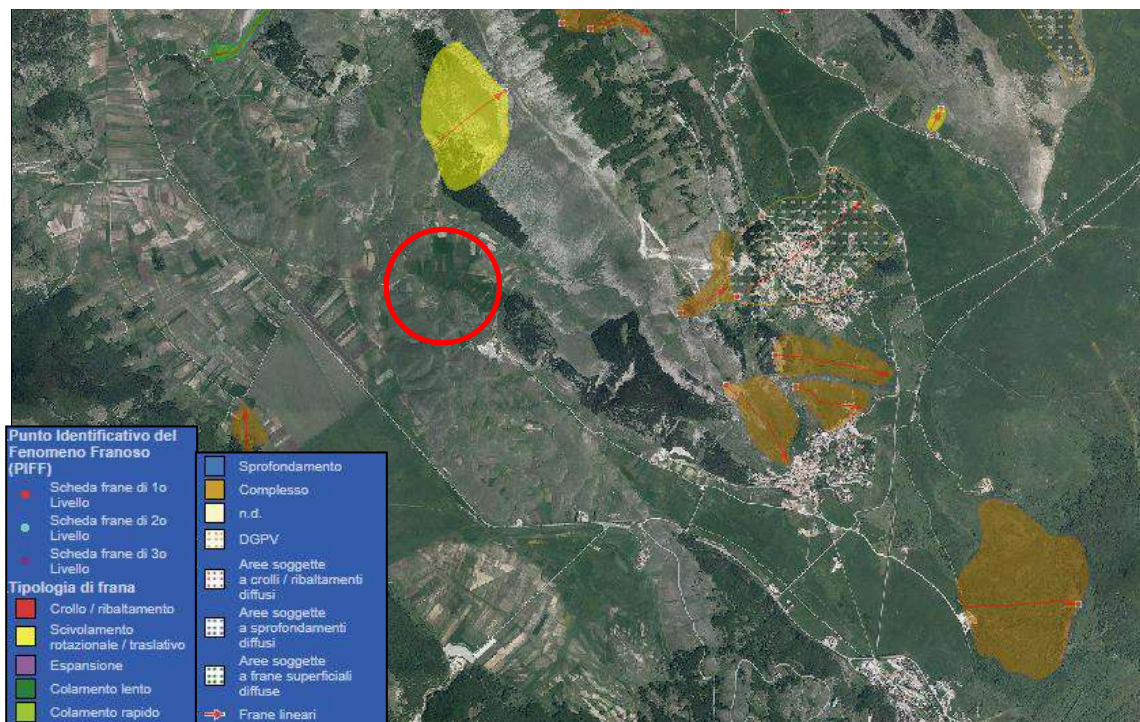 Punto Identificativo del
Fenomeno Franoso
(PIFF)
Scheda frane di 1o
Livello
Scheda frane di 2o
Livello
Scheda frane di 3o
Livello
Tipologia di frana
Crollo / ribaltamento
Scivolamento
rotazionale / traslativo
Espansione
Colamento lento
Colamento rapido
Sprofondamento
Complesso
n.d.
DGPV
Aree soggette
a crolli / ribaltamenti
diffusi
Aree soggette
a sprofondamenti
diffusi
Aree soggette
a frane superficiali
diffuse
Frane lineari